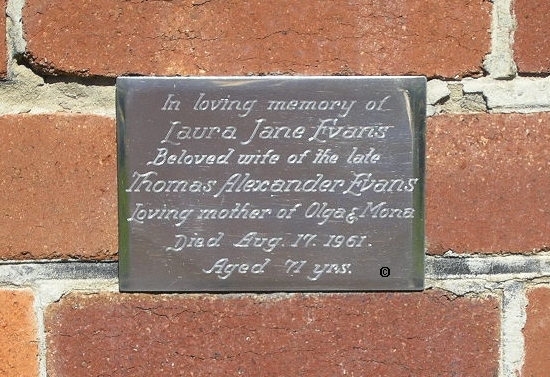 In loving memory of
Laura Jane Evans
Beloved wife of the late
Thomas Alexander Evans
Loving mother of Olga & Mona
Died Aug. 17. 1961.
Aged 71 yrs.
©